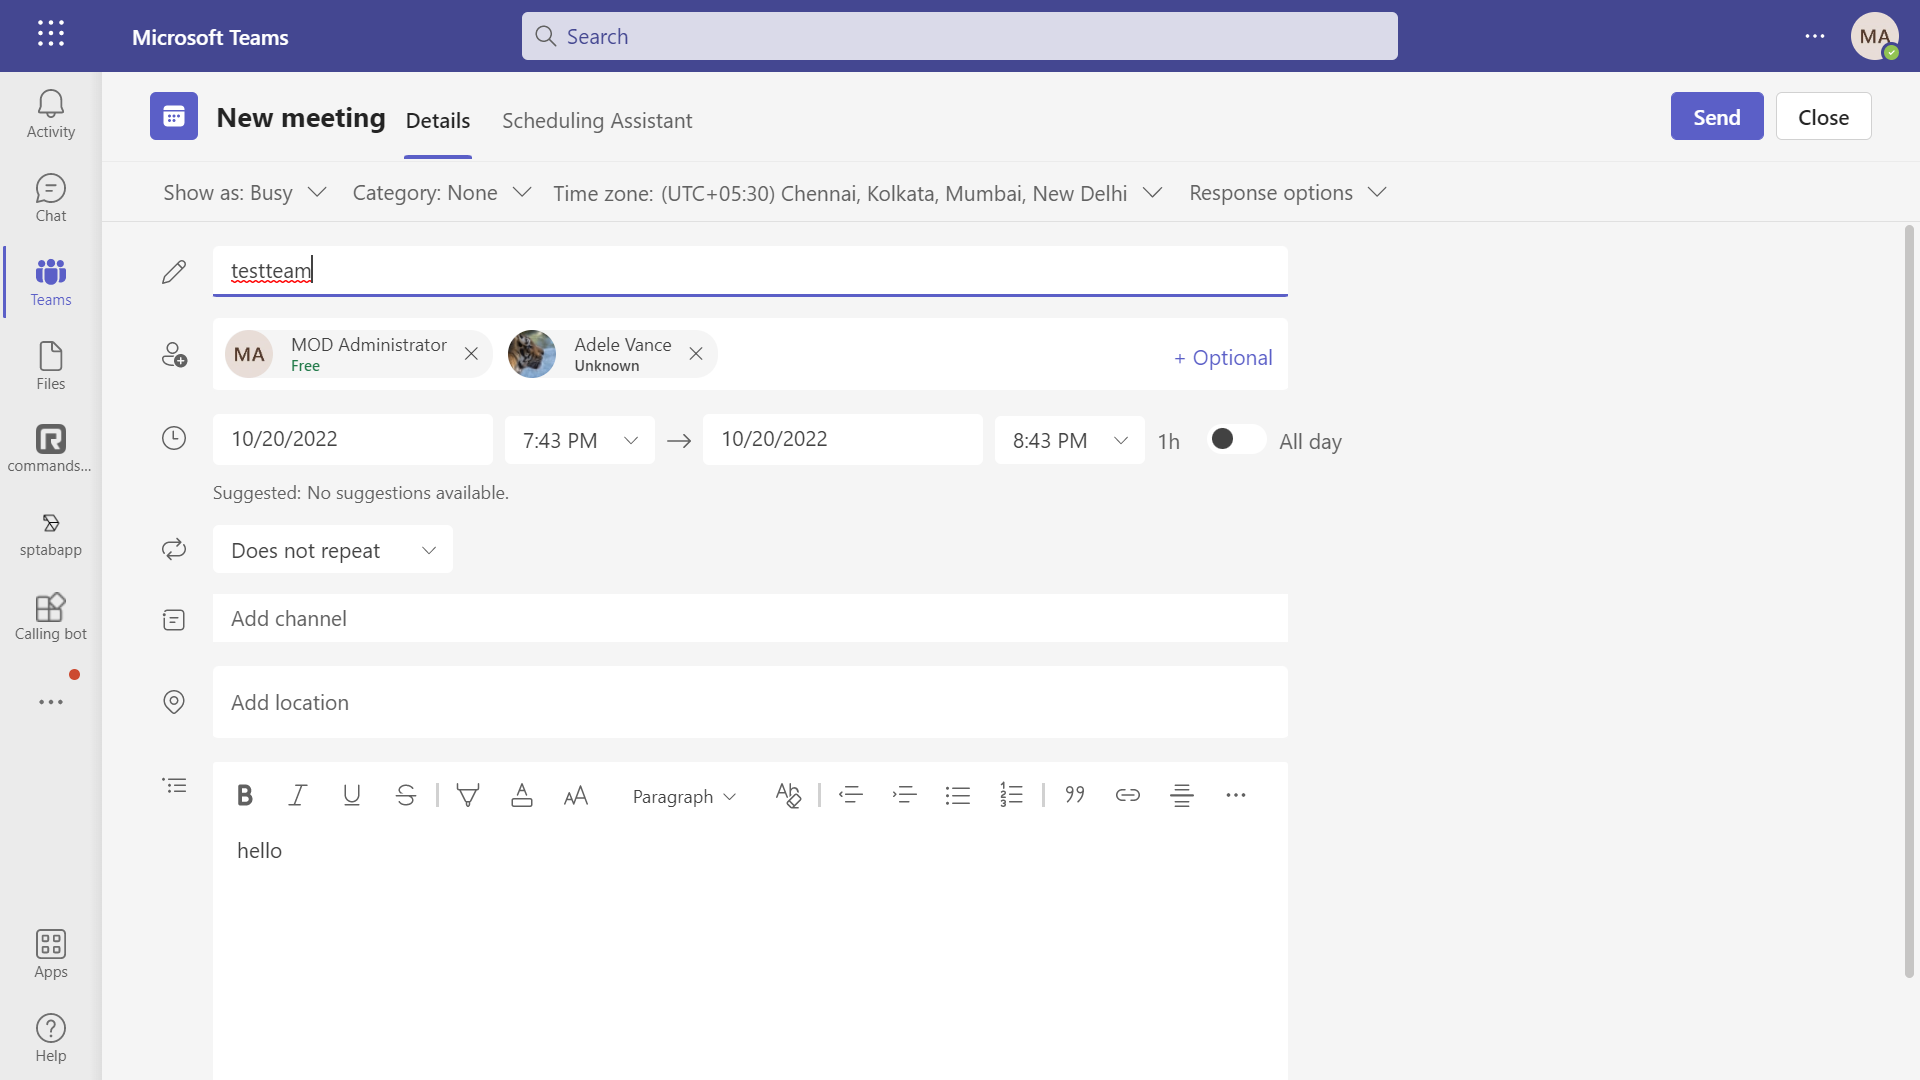 Microsoft Teams
Search
MA
Activity
Chat
Teams
Files
commands...
sptabapp
Calling bot
Apps
Help
New meeting
Details
Scheduling Assistant
Send
Close
Show as: Busy
Category: None
Time zone: (UTC+05:30) Chennai, Kolkata, Mumbai, New Delhi
Response options
testteam
MA
MOD Administrator
Free
Adele Vance
Unknown
+ Optional
10/20/2022
7:43 PM
10/20/2022
8:43 PM
1h
All day
Suggested: No suggestions available.
Does not repeat
Add channel
Add location
Paragraph
hello